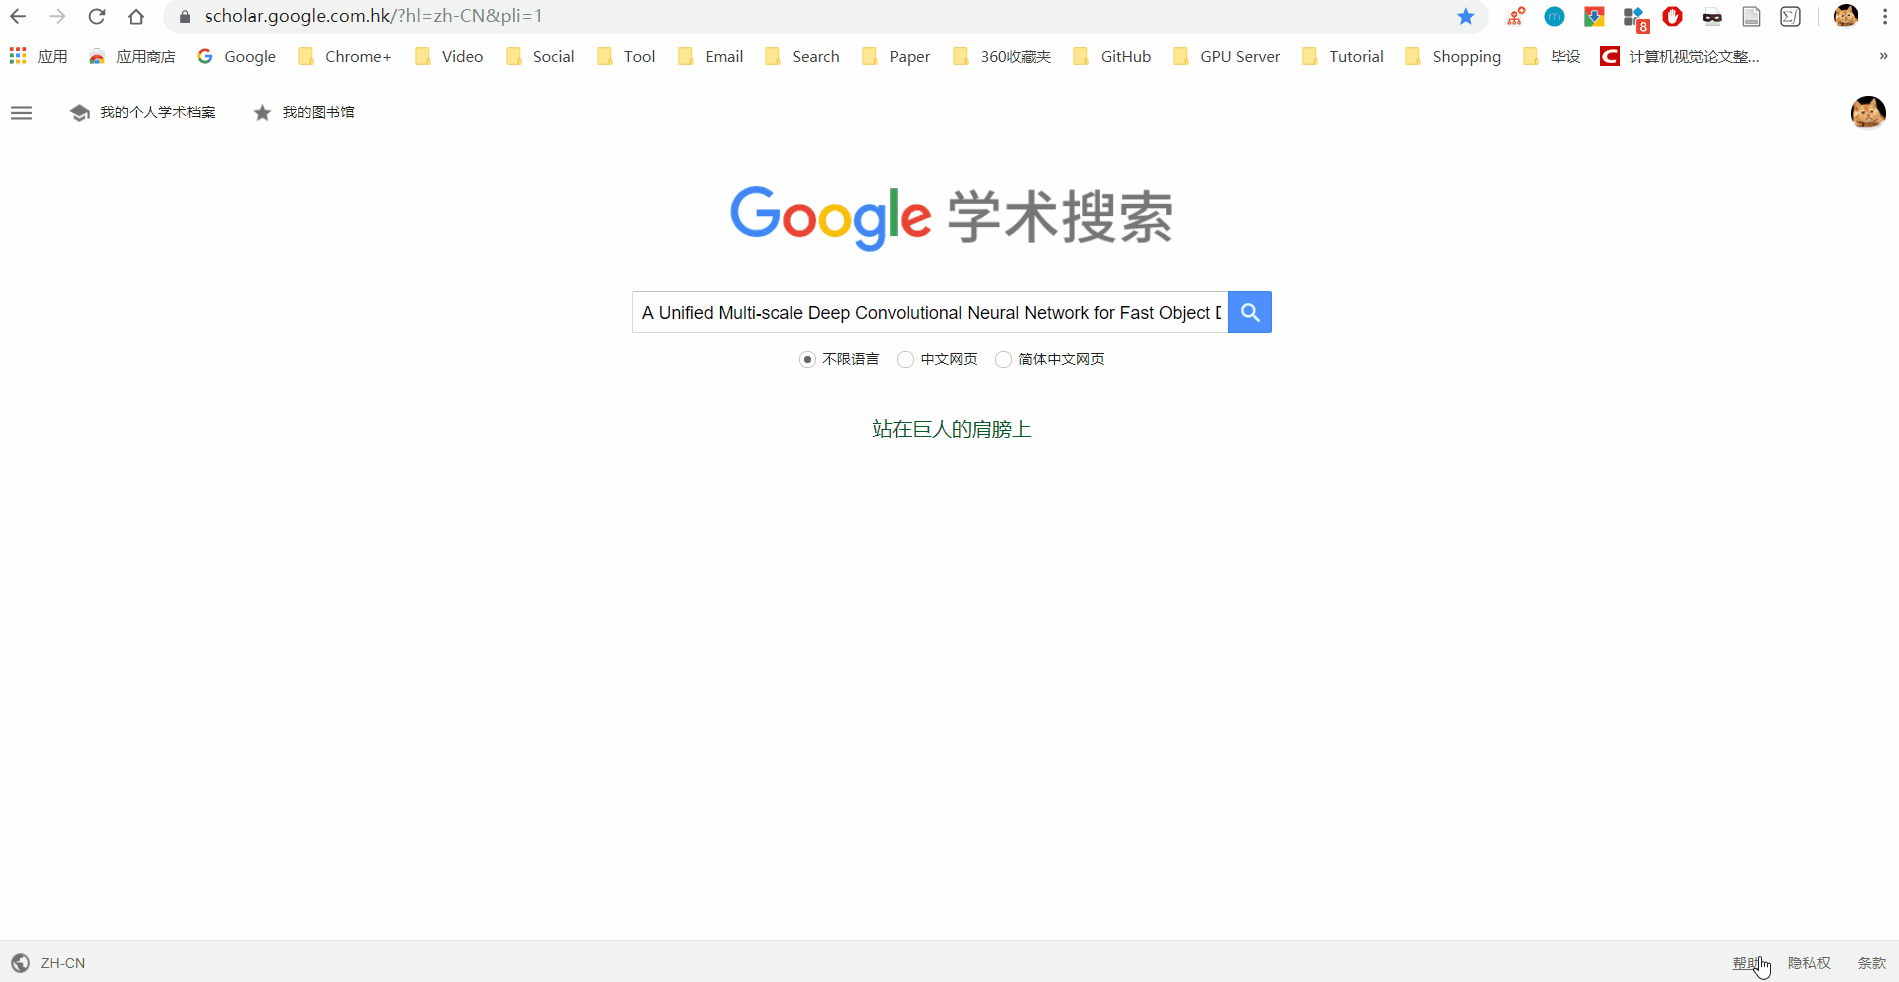 scholar.google.com.hk/?hl=zh-CN&pli=1
8
应用 应用商店 Google Chrome+ Video Social Tool Email Search Paper 360收藏夹 GitHub GPU Server Tutorial Shopping 毕设 计算机视觉论文整... »
我的个人学术档案 我的图书馆
Google 学术搜索
A Unified Multi-scale Deep Convolutional Neural Network for Fast Object
不限语言 中文网页 简体中文网页
站在巨人的肩膀上
ZH-CN 帮助 隐私权 条款